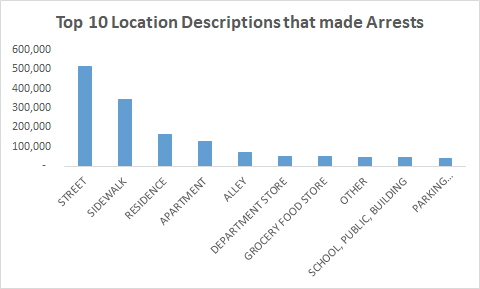 Top 10 Location Descriptions that made Arrests
600,000
500,000
400,000
300,000
200,000
100,000
-
STREET
SIDEWALK
RESIDENCE
APARTMENT
ALLEY
DEPARTMENT STORE
GROCERY FOOD STORE
OTHER
SCHOOL, PUBLIC, BUILDING
PARKING...